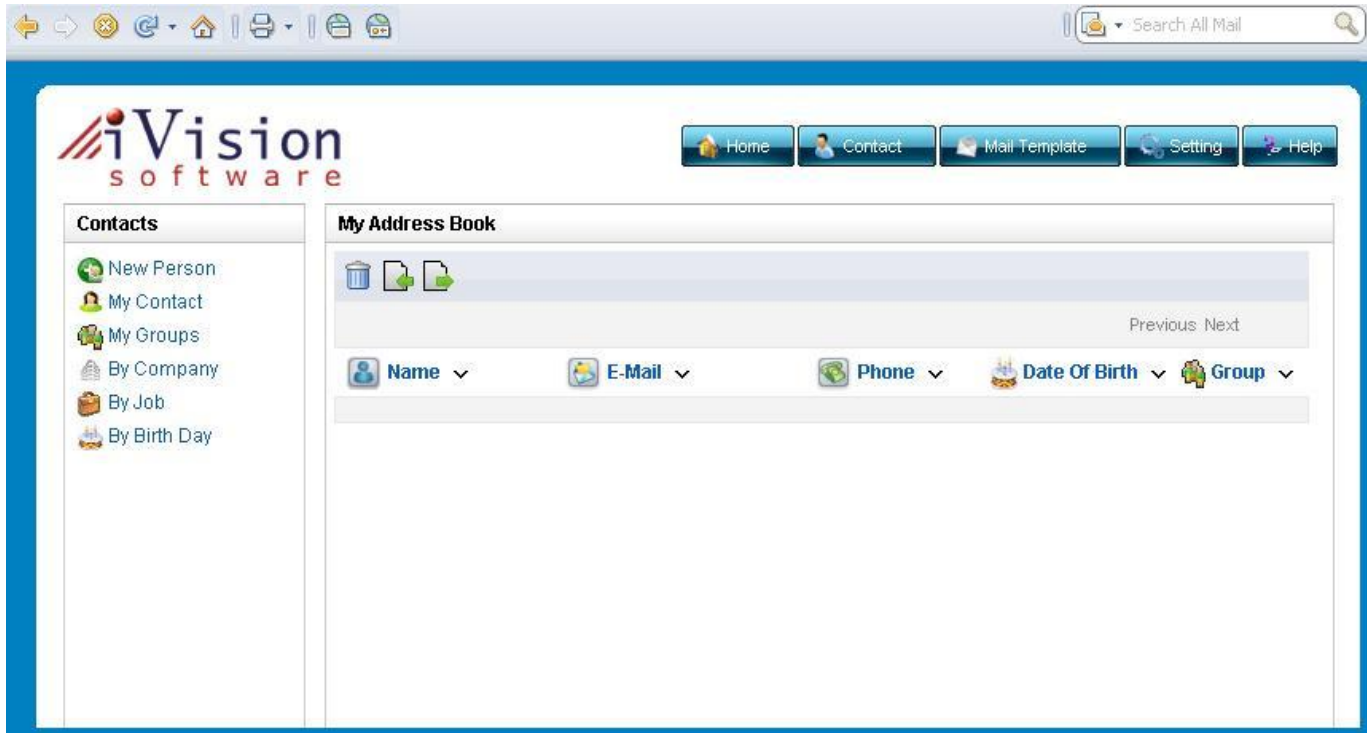 Search All Mail
iVision
software
Home Contact Mail Template Setting Help
Contacts
New Person
My Contact
My Groups
By Company
By Job
By Birth Day
My Address Book
Previous Next
Name E-Mail Phone Date Of Birth Group